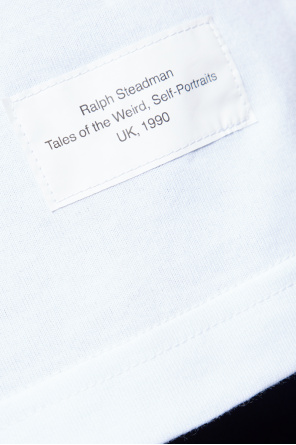 Ralph Steadman
Tales of the Weird, Self-Portraits
UK, 1990